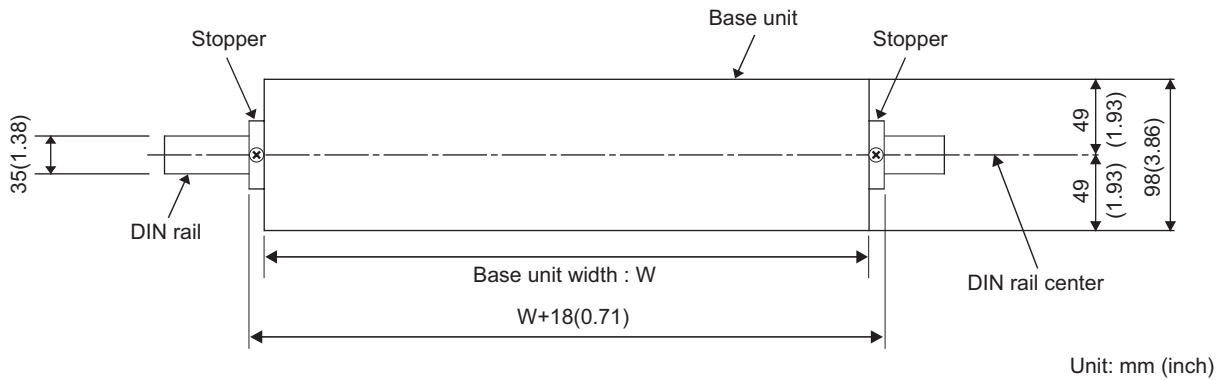 Base unit
Stopper
Stopper
35(1.38)
49
(1.93)
49
(1.93)
98(3.86)
DIN rail
Base unit width : W
DIN rail center
W+18(0.71)
Unit: mm (inch)